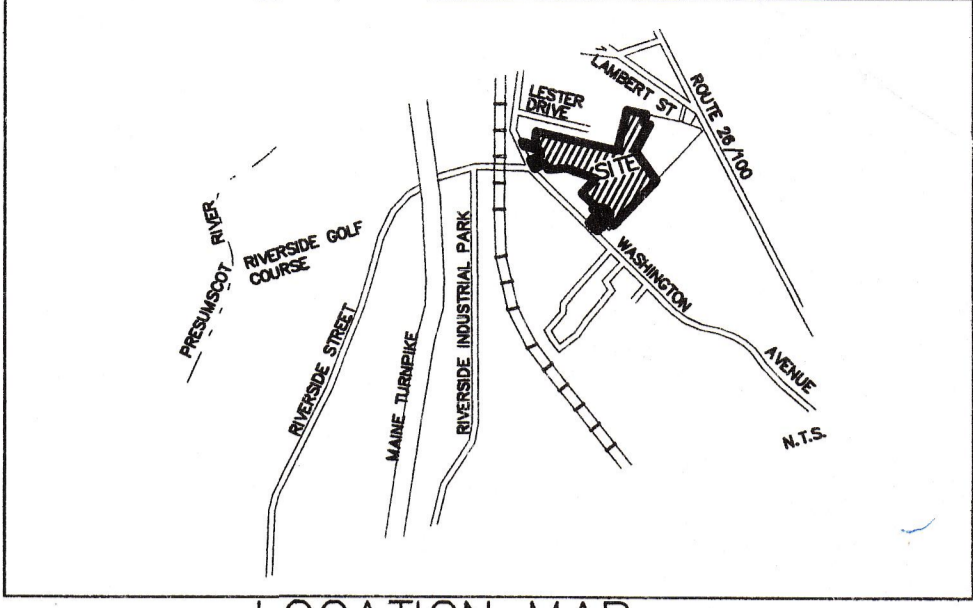 LAMBERT ST
ROUTE 26/100
LESTER
DRIVE
SITE
PRESUMSCOT RIVER
RIVERSIDE GOLF
COURSE
RIVERSIDE STREET
MAINE TURNPIKE
RIVERSIDE INDUSTRIAL PARK
WASHINGTON
AVENUE
N.T.S.
LOCATION MAP